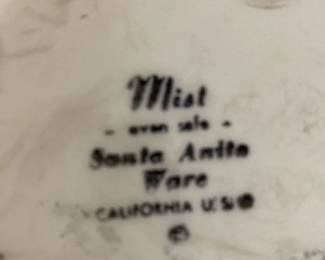 Mist
- oven safe -
Santa Anita
Ware
CALIFORNIA U.S.
©